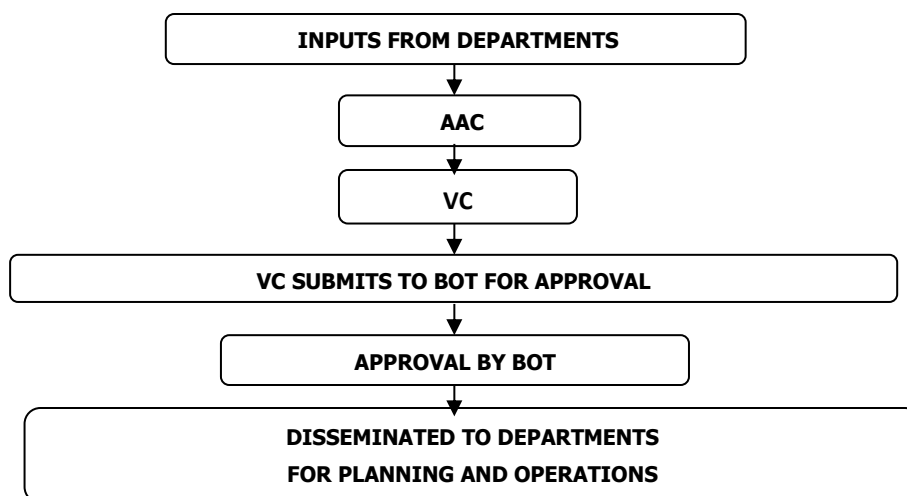 INPUTS FROM DEPARTMENTS
AAC
VC
VC SUBMITS TO BOT FOR APPROVAL
APPROVAL BY BOT
DISSEMINATED TO DEPARTMENTS
FOR PLANNING AND OPERATIONS